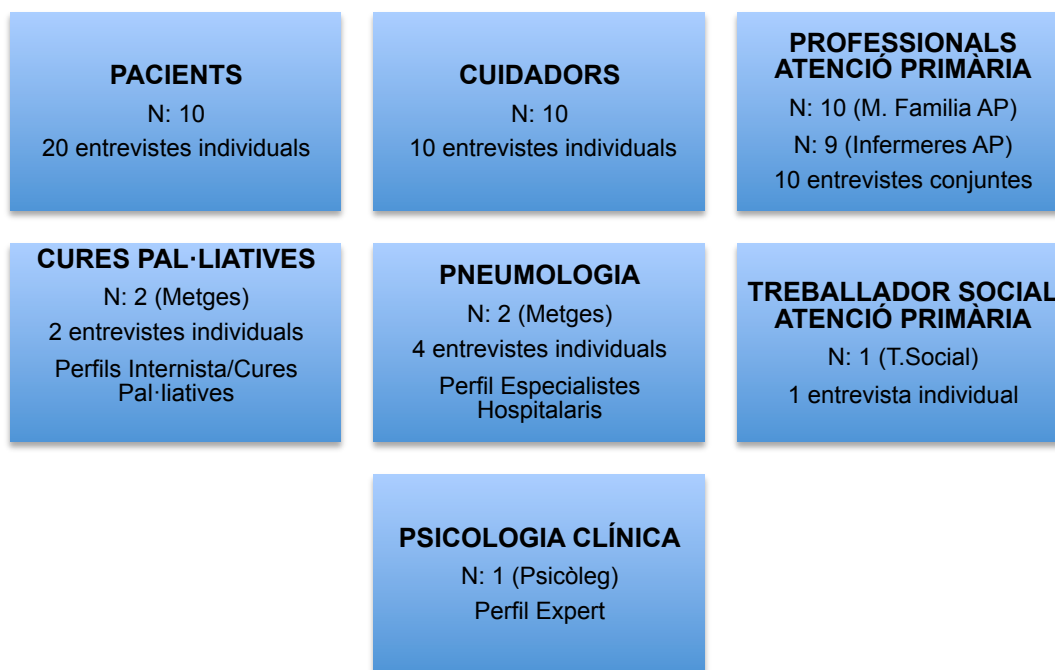 PACIENTS
N: 10
20 entrevistes individuals
CUIDADORS
N: 10
10 entrevistes individuals
PROFESSIONALS
ATENCIÓ PRIMÀRIA
N: 10 (M. Familia AP)
N: 9 (Infermeres AP)
10 entrevistes conjuntes
CURES PAL·LIATIVES
N: 2 (Metges)
2 entrevistes individuals
Perfils Internista/Cures
Pal·liatives
PNEUMOLOGIA
N: 2 (Metges)
4 entrevistes individuals
Perfil Especialistes
Hospitalaris
TREBALLADOR SOCIAL
ATENCIÓ PRIMÀRIA
N: 1 (T.Social)
1 entrevista individual
PSICOLOGIA CLÍNICA
N: 1 (Psicòleg)
Perfil Expert